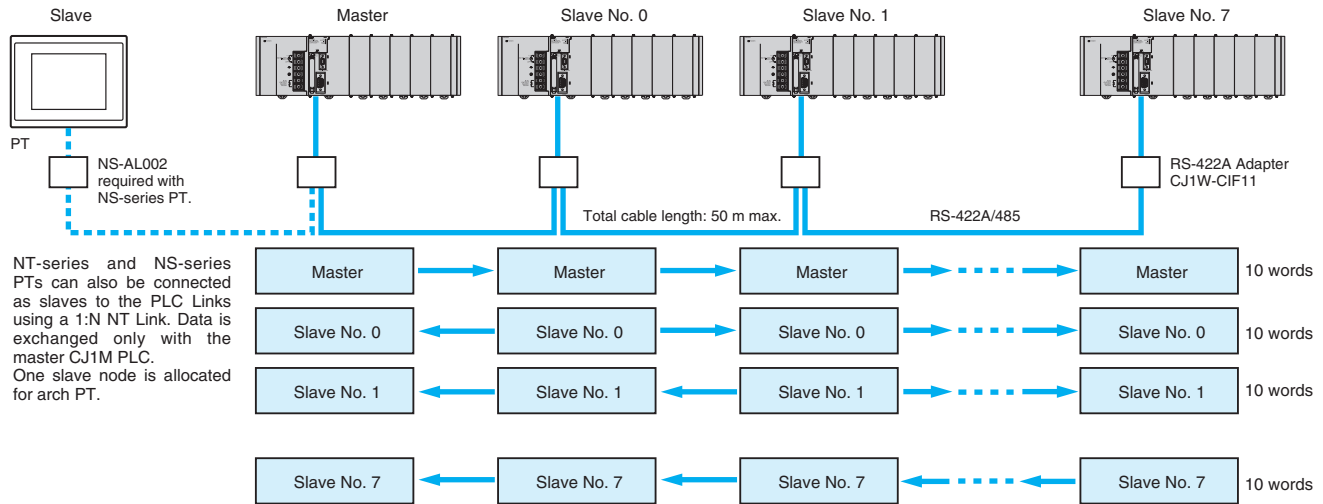 Slave
Master
Slave No. 0
Slave No. 1
Slave No. 7
PT
NS-AL002
required with
NS-series PT.
RS-422A Adapter
CJ1W-CIF11
Total cable length: 50 m max.
RS-422A/485
NT-series and NS-series
PTs can also be connected
as slaves to the PLC Links
using a 1:N NT Link. Data is
exchanged only with the
master CJ1M PLC.
One slave node is allocated
for arch PT.
Master Master Master Master 10 words
Slave No. 0 Slave No. 0 Slave No. 0 Slave No. 0 10 words
Slave No. 1 Slave No. 1 Slave No. 1 Slave No. 1 10 words
Slave No. 7 Slave No. 7 Slave No. 7 Slave No. 7 10 words